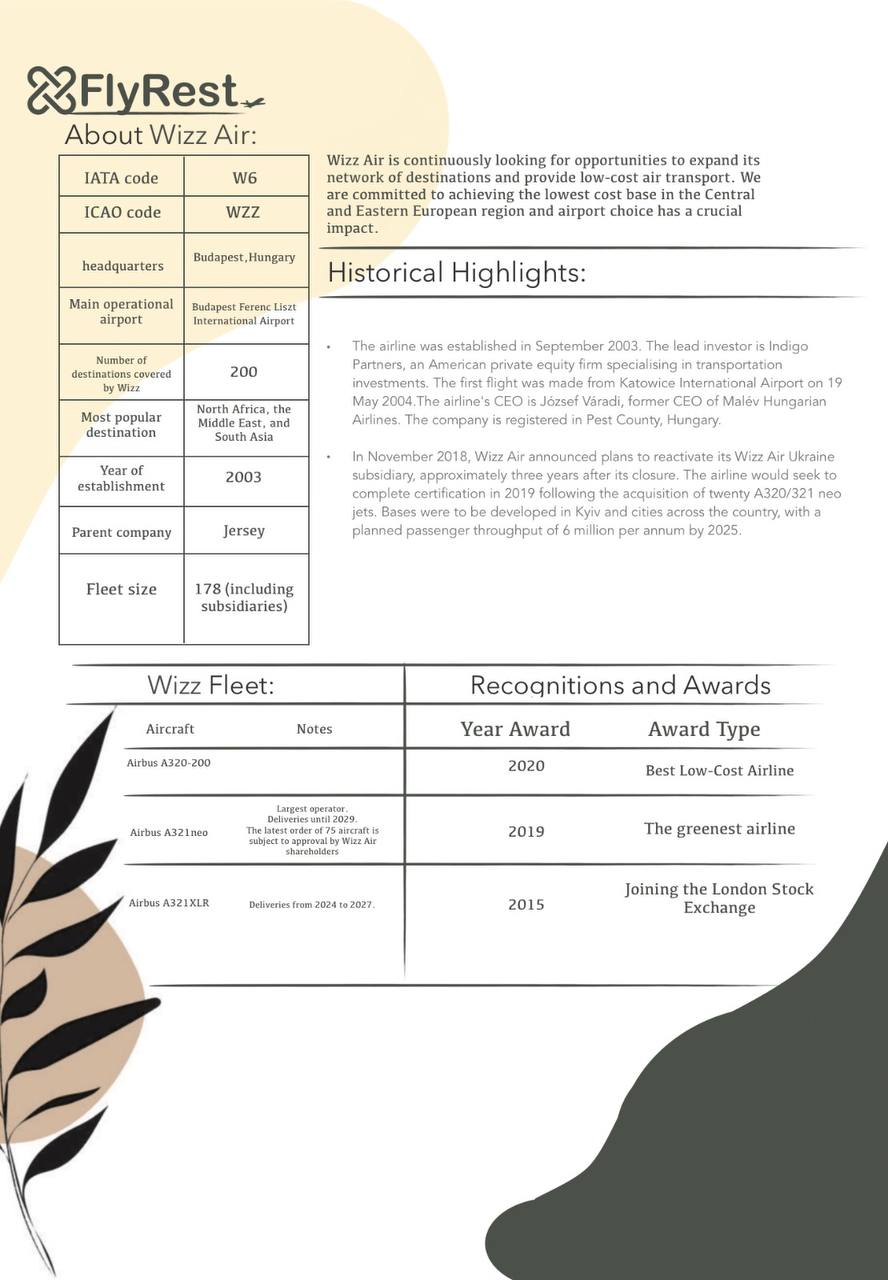 FlyRest
About Wizz Air:
IATA code
W6
ICAO code
WZZ
headquarters
Budapest,Hungary
Main operational
airport
Budapest Ferenc Liszt
International Airport
Number of
destinations covered
by Wizz
200
Most popular
destination
North Africa, the
Middle East, and
South Asia
Year of
establishment
2003
Parent company
Jersey
Fleet size
178 (including
subsidiaries)
Wizz Air is continuously looking for opportunities to expand its
network of destinations and provide low-cost air transport. We
are committed to achieving the lowest cost base in the Central
and Eastern European region and airport choice has a crucial
impact.
Historical Highlights:
• The airline was established in September 2003. The lead investor is Indigo
Partners, an American private equity firm specialising in transportation
investments. The first flight was made from Katowice International Airport on 19
May 2004.The airline's CEO is József Váradi, former CEO of Malév Hungarian
Airlines. The company is registered in Pest County, Hungary.
• In November 2018, Wizz Air announced plans to reactivate its Wizz Air Ukraine
subsidiary, approximately three years after its closure. The airline would seek to
complete certification in 2019 following the acquisition of twenty A320/321 neo
jets. Bases were to be developed in Kyiv and cities across the country, with a
planned passenger throughput of 6 million per annum by 2025.
Wizz Fleet:
Aircraft
Notes
Airbus A320-200
Airbus A321neo
Largest operator.
Deliveries until 2029.
The latest order of 75 aircraft is
subject to approval by Wizz Air
shareholders
Airbus A321XLR
Deliveries from 2024 to 2027.
Recognitions and Awards
Year Award
Award Type
2020
Best Low-Cost Airline
2019
The greenest airline
2015
Joining the London Stock
Exchange